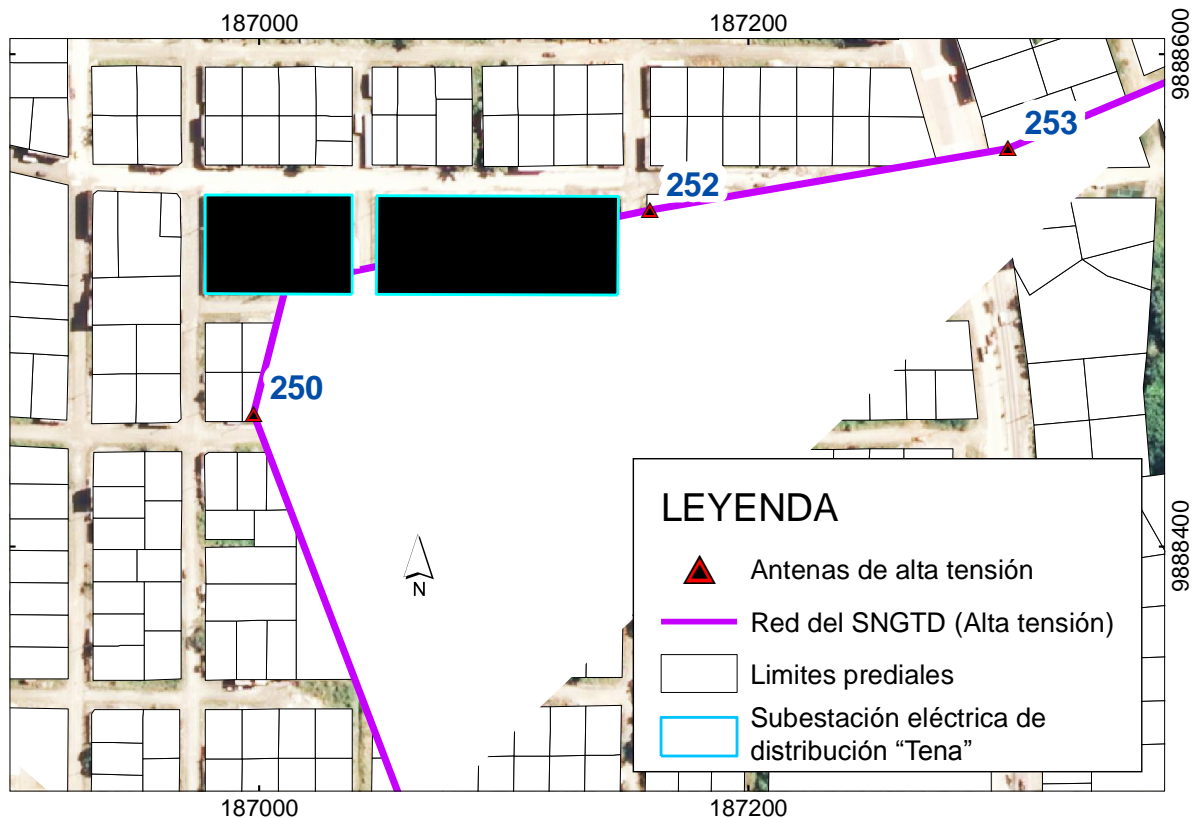 187000
187200
9888600
253
252
250
9888400
N
LEYENDA
Antenas de alta tensión
Red del SNGTD (Alta tensión)
Limites prediales
Subestación eléctrica de
distribución “Tena”
187000
187200